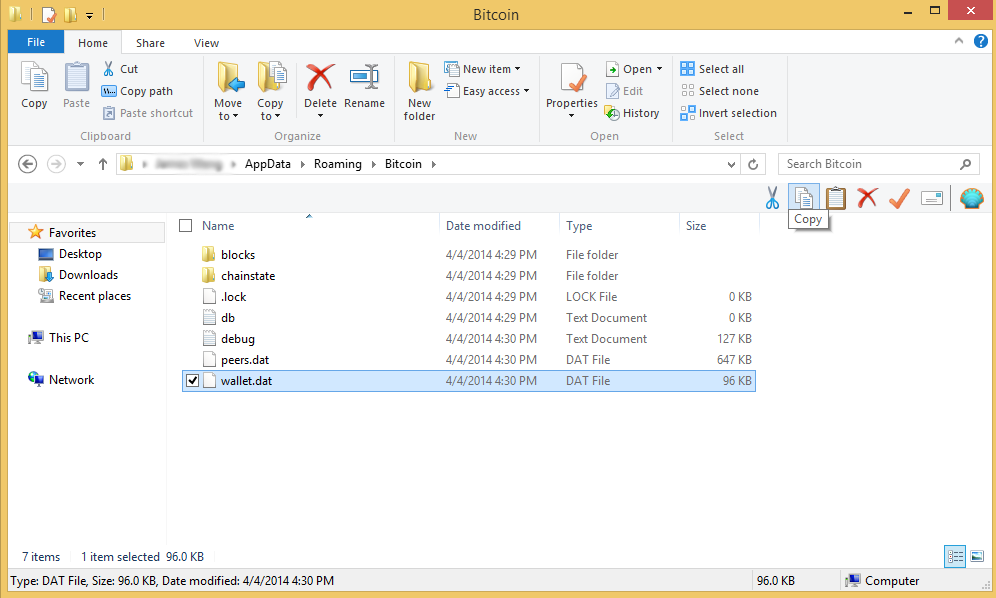 Bitcoin
File Home Share View
Copy
Paste
Cut
Copy path
Paste shortcut
Clipboard
Move to
Copy to
Delete
Rename
Organize
New folder
New item
Easy access
New
Properties
Open
Edit
History
Open
Select all
Select none
Invert selection
Select
AppData Roaming Bitcoin
Search Bitcoin
Copy
Favorites
Desktop
Downloads
Recent places
This PC
Network
Name Date modified Type Size
blocks 4/4/2014 4:29 PM File folder
chainstate 4/4/2014 4:29 PM File folder
.lock 4/4/2014 4:29 PM LOCK File 0 KB
db 4/4/2014 4:29 PM Text Document 0 KB
debug 4/4/2014 4:30 PM Text Document 127 KB
peers.dat 4/4/2014 4:30 PM DAT File 647 KB
wallet.dat 4/4/2014 4:30 PM DAT File 96 KB
7 items 1 item selected 96.0 KB
Type: DAT File, Size: 96.0 KB, Date modified: 4/4/2014 4:30 PM 96.0 KB Computer